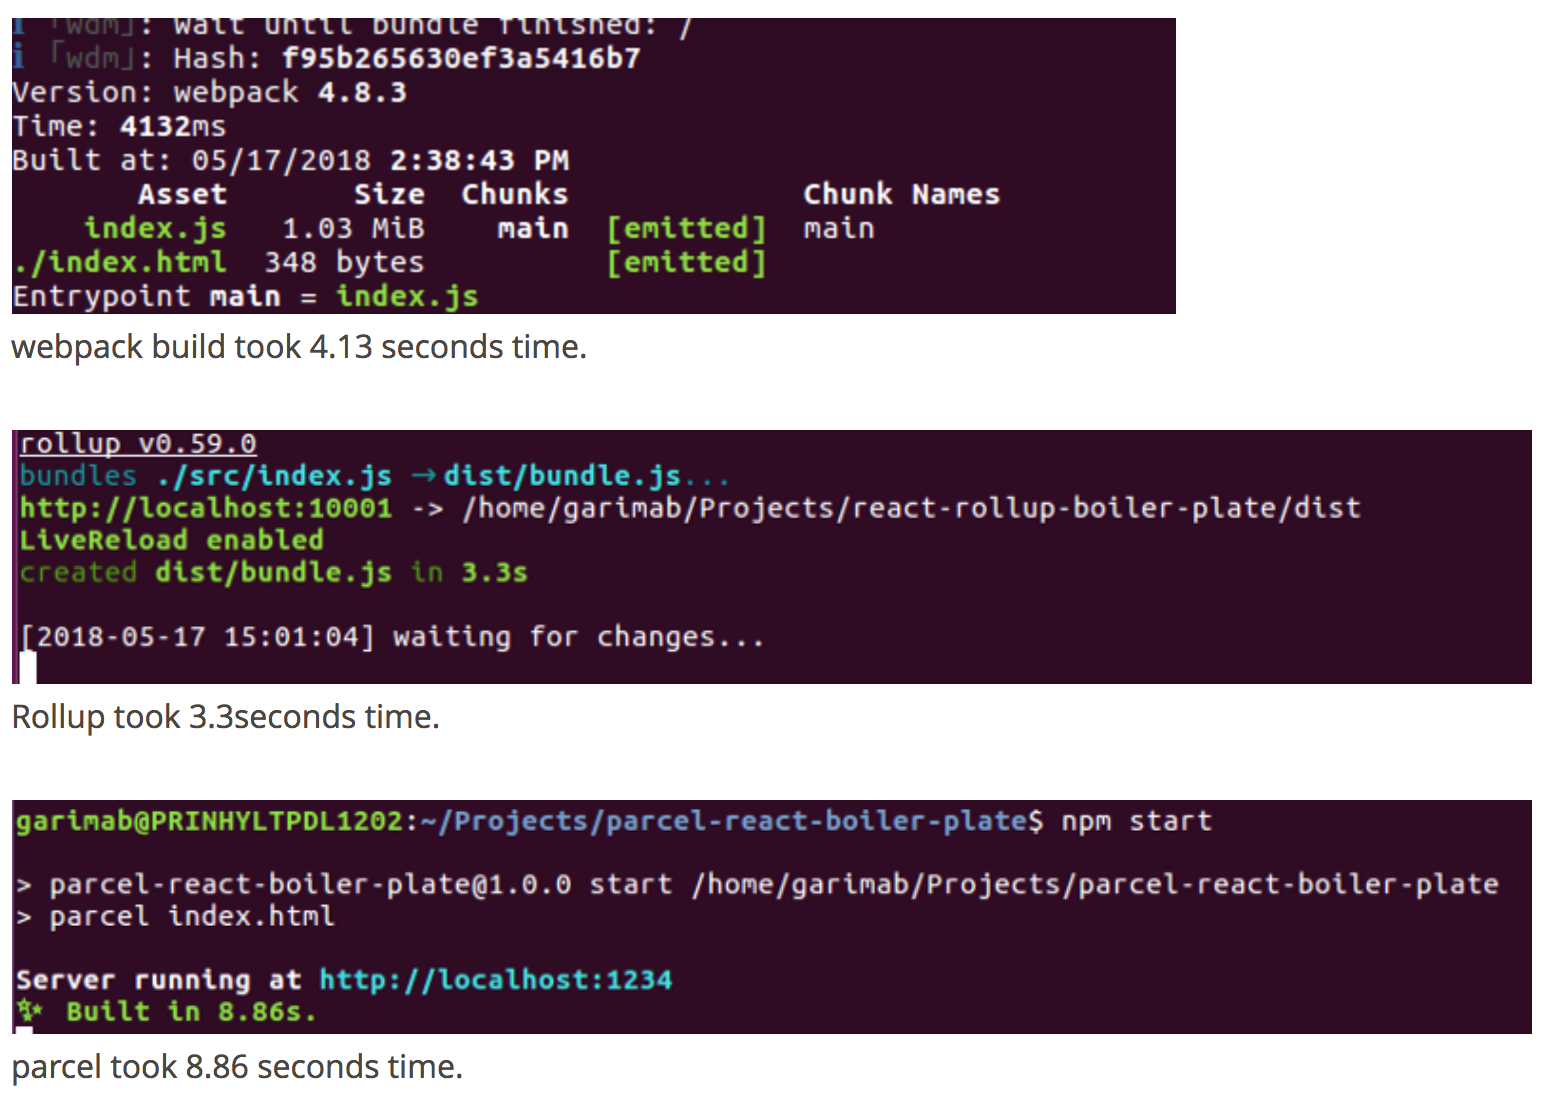 ℹ ｢wdm｣: wait until bundle finished: /
ℹ ｢wdm｣: Hash: f95b265630ef3a5416b7
Version: webpack 4.8.3
Time: 4132ms
Built at: 05/17/2018 2:38:43 PM
Asset Size Chunks Chunk Names
index.js 1.03 MiB main [emitted] main
./index.html 348 bytes [emitted]
Entrypoint main = index.js
webpack build took 4.13 seconds time.
rollup v0.59.0
bundles ./src/index.js → dist/bundle.js...
http://localhost:10001 -> /home/garimab/Projects/react-rollup-boiler-plate/dist
LiveReload enabled
created dist/bundle.js in 3.3s
[2018-05-17 15:01:04] waiting for changes...
Rollup took 3.3seconds time.
garimab@PRINHYLTPDL1202:~/Projects/parcel-react-boiler-plate$ npm start
> parcel-react-boiler-plate@1.0.0 start /home/garimab/Projects/parcel-react-boiler-plate
> parcel index.html
Server running at http://localhost:1234
✨ Built in 8.86s.
parcel took 8.86 seconds time.